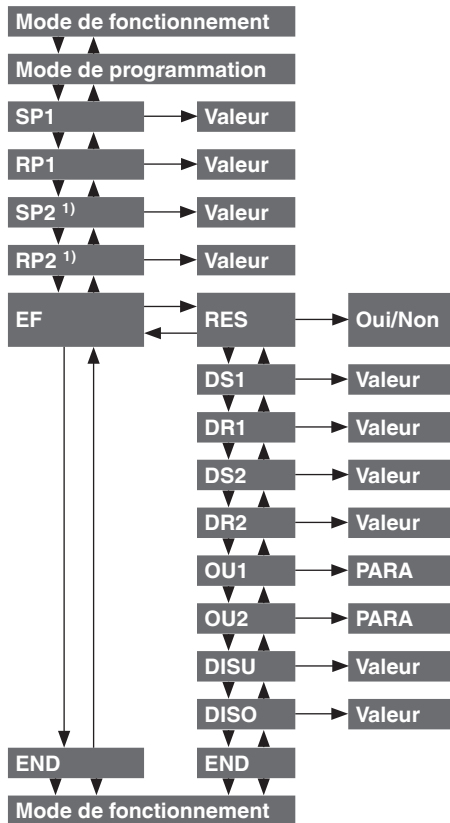 Mode de fonctionnement
Mode de programmation
SP1 Valeur
RP1 Valeur
SP2 1) Valeur
RP2 1) Valeur
EF RES Oui/Non
DS1 Valeur
DR1 Valeur
DS2 Valeur
DR2 Valeur
OU1 PARA
OU2 PARA
DISU Valeur
DISO Valeur
END END
Mode de fonctionnement